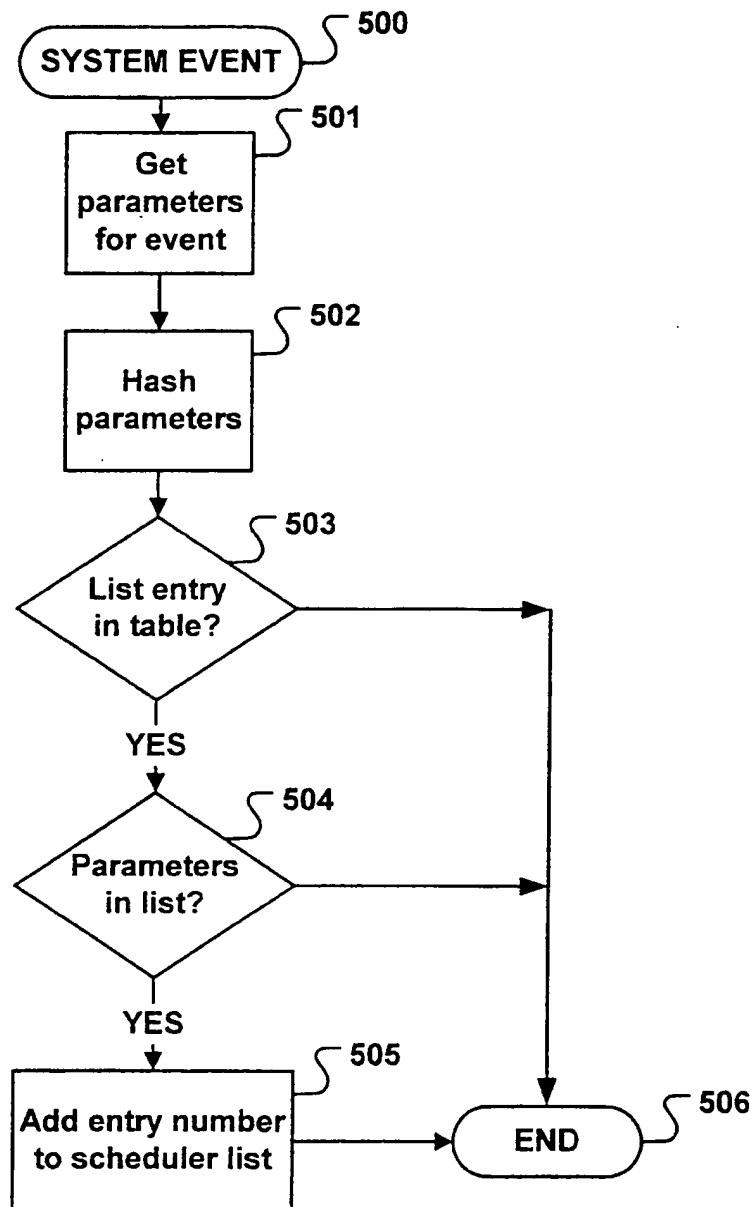 500
SYSTEM EVENT
501
Get
parameters
for event
502
Hash
parameters
503
List entry
in table?
YES
504
Parameters
in list?
YES
505
Add entry number
to scheduler list
506
END